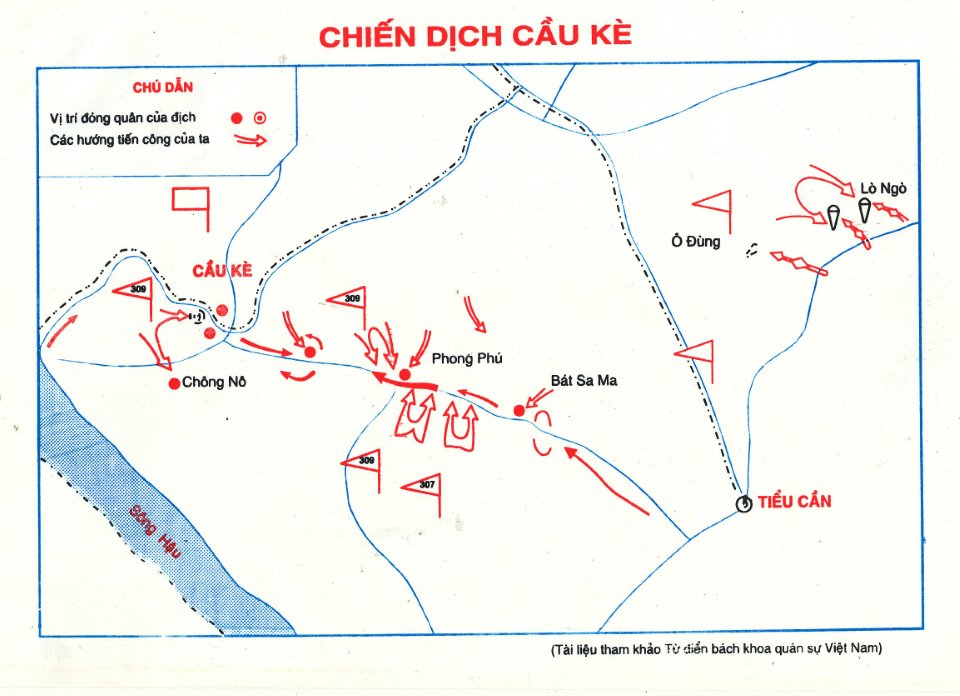 CHIẾN DỊCH CẦU KÈ
CHÚ DẪN
Vị trí đóng quân của địch
Các hướng tiến công của ta
Lò Ngò
Ô Đùng
CẦU KÈ
309
309
Phong Phú
Chông Nô
Bát Sa Ma
309
307
TIỂU CẦN
Sông Hậu
(Tài liệu tham khảo Từ điển bách khoa quân sự Việt Nam)